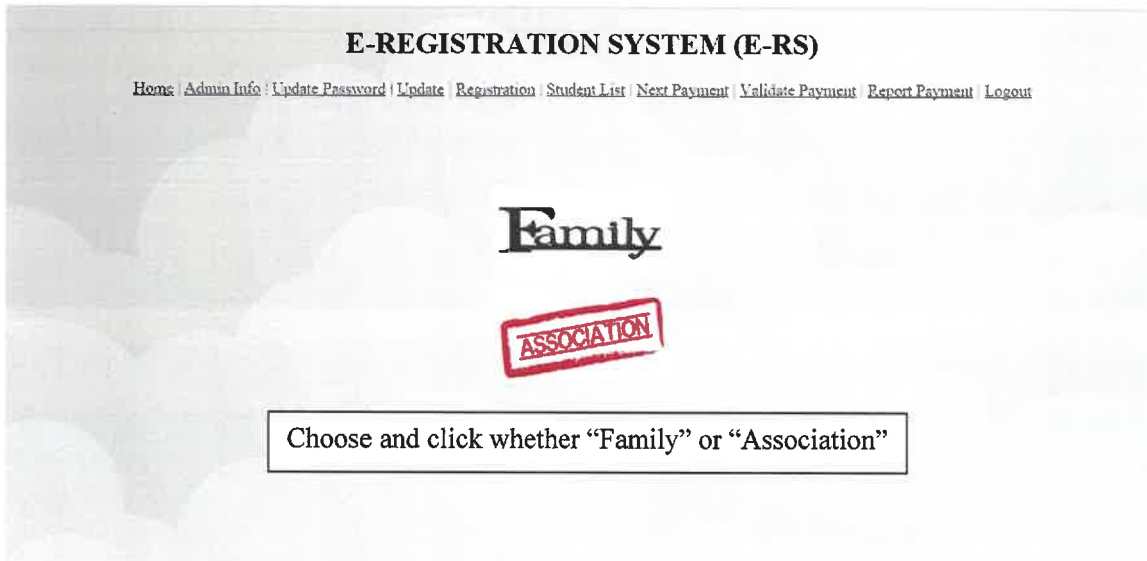 E-REGISTRATION SYSTEM (E-RS)
Home | Admin Info | Update Password | Update | Registration | Student List | Next Payment | Validate Payment | Report Payment | Logout
Family
ASSOCIATION
Choose and click whether “Family” or “Association”